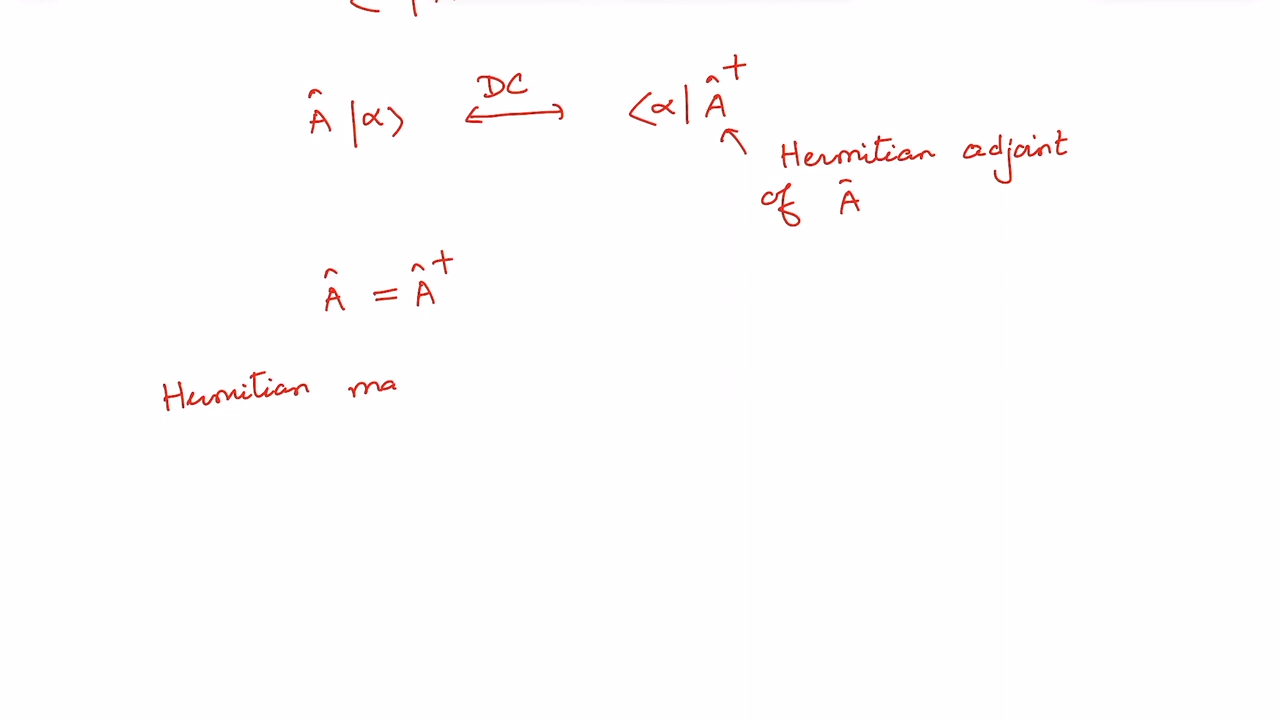 Â |α⟩ DC ⟷ ⟨α| Â†
Hermitian adjoint
of Â
Â = Â†
Hermitian ma